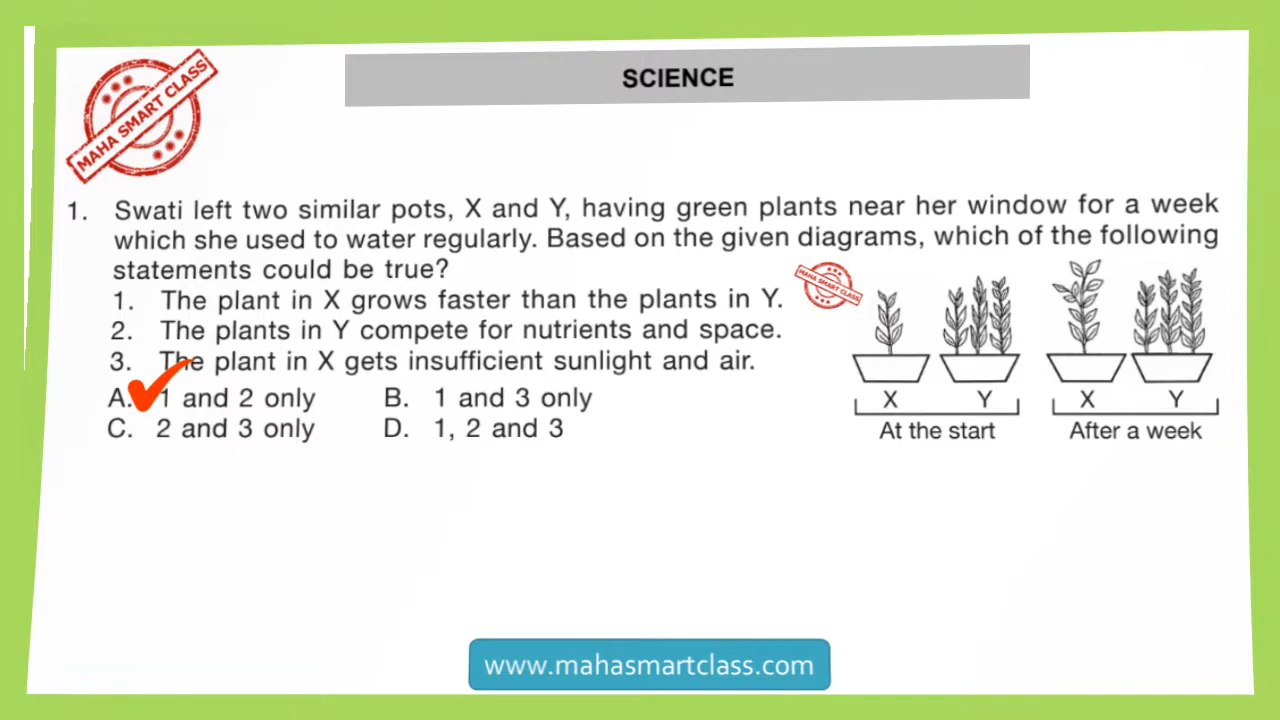 SCIENCE
MAHA SMART CLASS
1. Swati left two similar pots, X and Y, having green plants near her window for a week
which she used to water regularly. Based on the given diagrams, which of the following
statements could be true?
MAHA SMART CLASS
1. The plant in X grows faster than the plants in Y.
2. The plants in Y compete for nutrients and space.
3. The plant in X gets insufficient sunlight and air.
A. 1 and 2 only B. 1 and 3 only
C. 2 and 3 only D. 1, 2 and 3
X Y X Y
At the start After a week
www.mahasmartclass.com